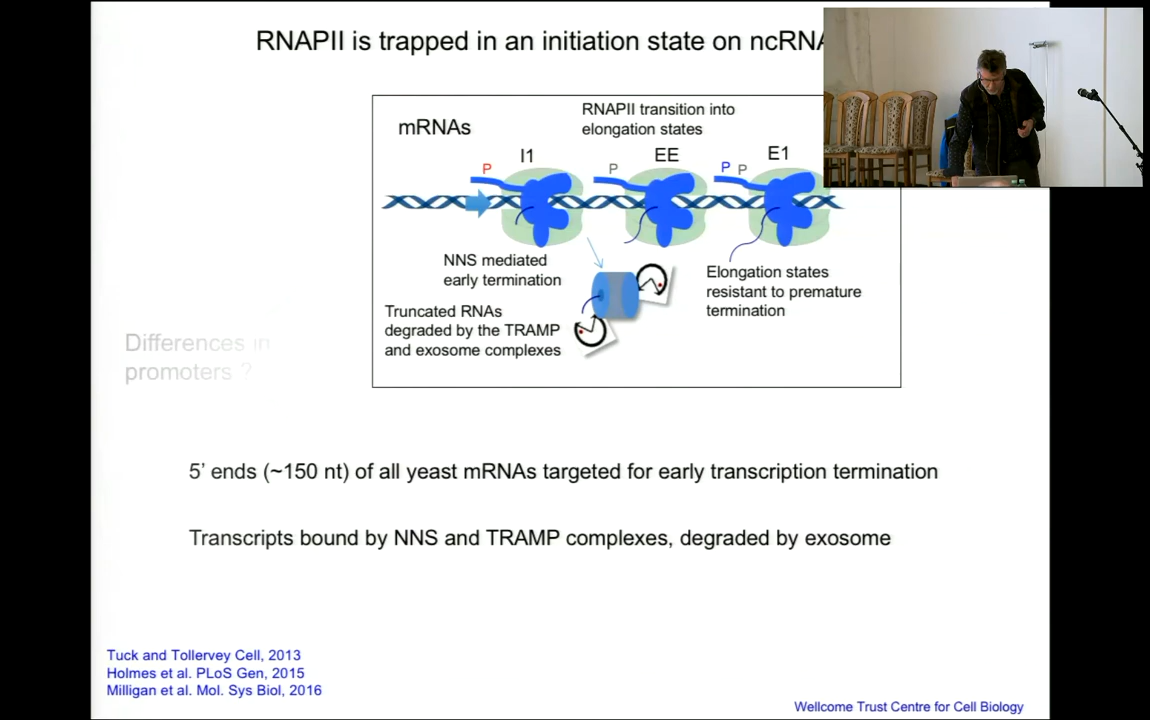 RNAPII is trapped in an initiation state on ncRNA
mRNAs
RNAPII transition into
elongation states
I1
EE
E1
P
P
P P
NNS mediated
early termination
Elongation states
resistant to premature
termination
Truncated RNAs
degraded by the TRAMP
and exosome complexes
Differences in
promoters ?
5’ ends (~150 nt) of all yeast mRNAs targeted for early transcription termination
Transcripts bound by NNS and TRAMP complexes, degraded by exosome
Tuck and Tollervey Cell, 2013
Holmes et al. PLoS Gen, 2015
Milligan et al. Mol. Sys Biol, 2016
Wellcome Trust Centre for Cell Biology